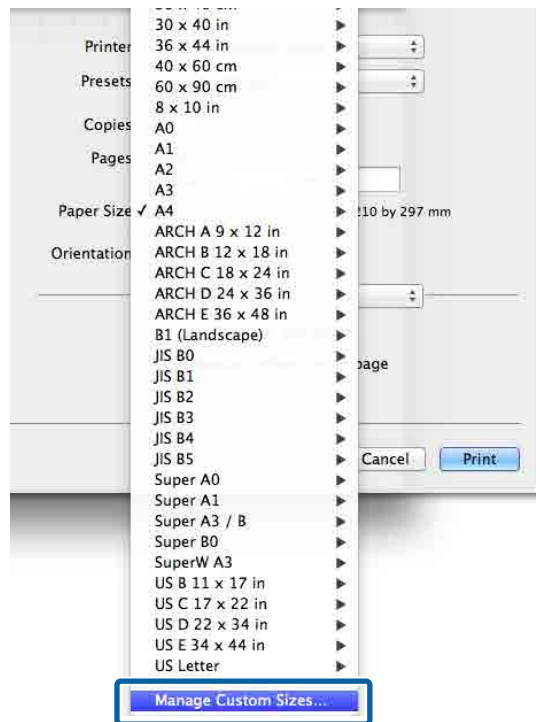 30 x 40 in
Printer 36 x 44 in
40 x 60 cm
Presets 60 x 90 cm
8 x 10 in
Copies A0
A1
Pages A2
A3
Paper Size ✓ A4 210 by 297 mm
ARCH A 9 x 12 in
Orientation ARCH B 12 x 18 in
ARCH C 18 x 24 in
ARCH D 24 x 36 in
ARCH E 36 x 48 in
B1 (Landscape)
JIS B0
page
JIS B1
JIS B2
JIS B3
JIS B4
JIS B5 Cancel Print
Super A0
Super A1
Super A3 / B
Super B0
SuperW A3
US B 11 x 17 in
US C 17 x 22 in
US D 22 x 34 in
US E 34 x 44 in
US Letter
Manage Custom Sizes...